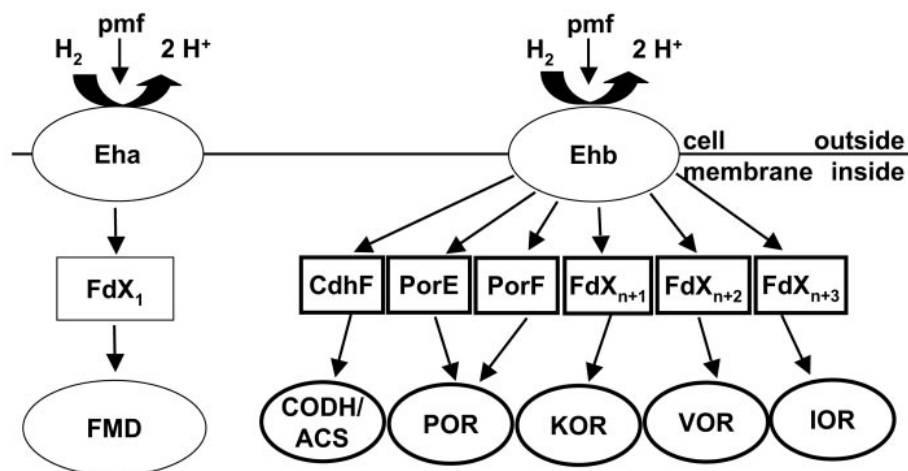 pmf pmf
H₂ 2 H⁺ H₂ 2 H⁺
Eha Ehb cell outside
membrane inside
FdX₁ CdhF PorE PorF FdXₙ₊₁ FdXₙ₊₂ FdXₙ₊₃
FMD CODH/
ACS POR KOR VOR IOR